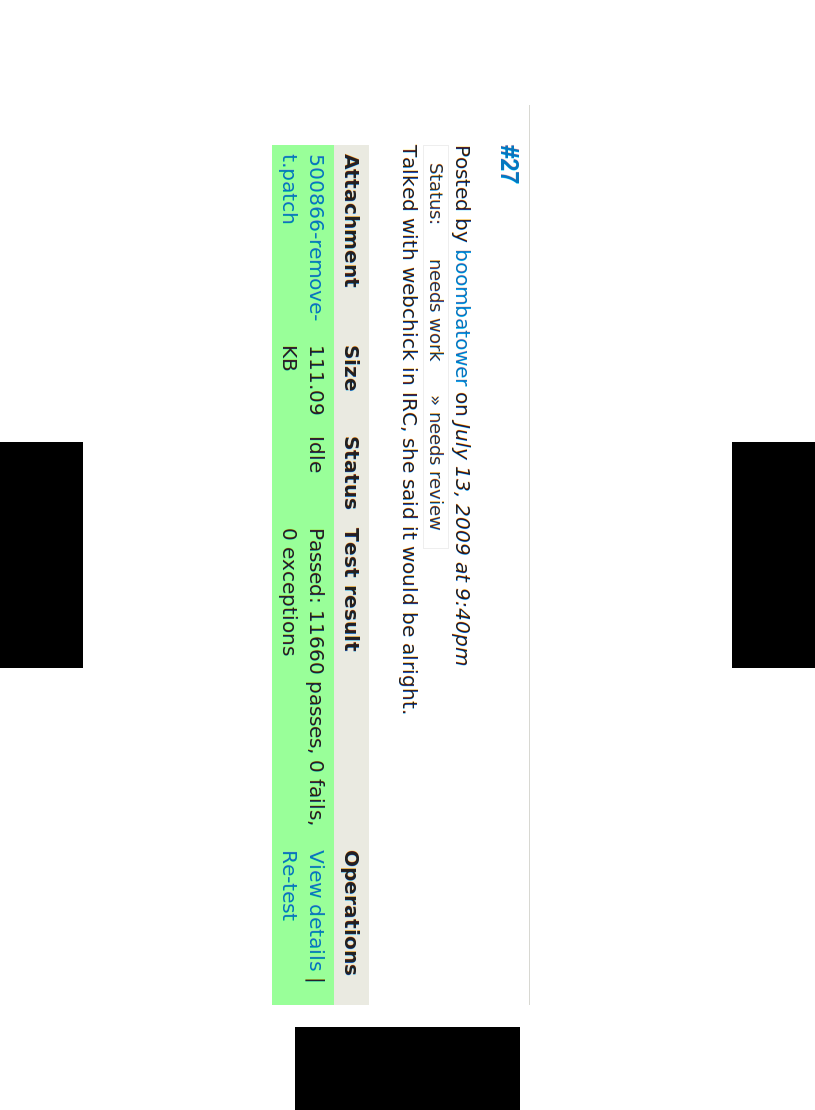 #27
Posted by boombatower on July 13, 2009 at 9:40pm
Status: needs work » needs review
Talked with webchick in IRC, she said it would be alright.
Attachment Size Status Test result Operations
500866-remove- 111.09 Idle Passed: 11660 passes, 0 fails, View details |
t.patch KB 0 exceptions Re-test